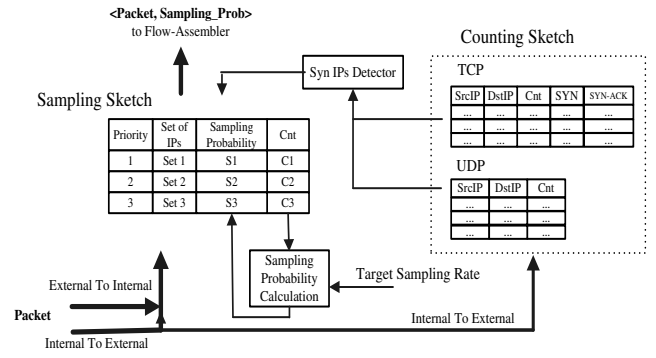 <Packet, Sampling_Prob>
to Flow-Assembler
Counting Sketch
Syn IPs Detector
TCP
SrcIP DstIP Cnt SYN SYN-ACK
... ... ... ... ...
... ... ... ... ...
... ... ... ... ...
Sampling Sketch
Priority Set of IPs Sampling Probability Cnt
1 Set 1 S1 C1
2 Set 2 S2 C2
3 Set 3 S3 C3
UDP
SrcIP DstIP Cnt
... ... ...
... ... ...
... ... ...
Sampling
Probability
Calculation
Target Sampling Rate
External To Internal
Packet
Internal To External
Internal To External